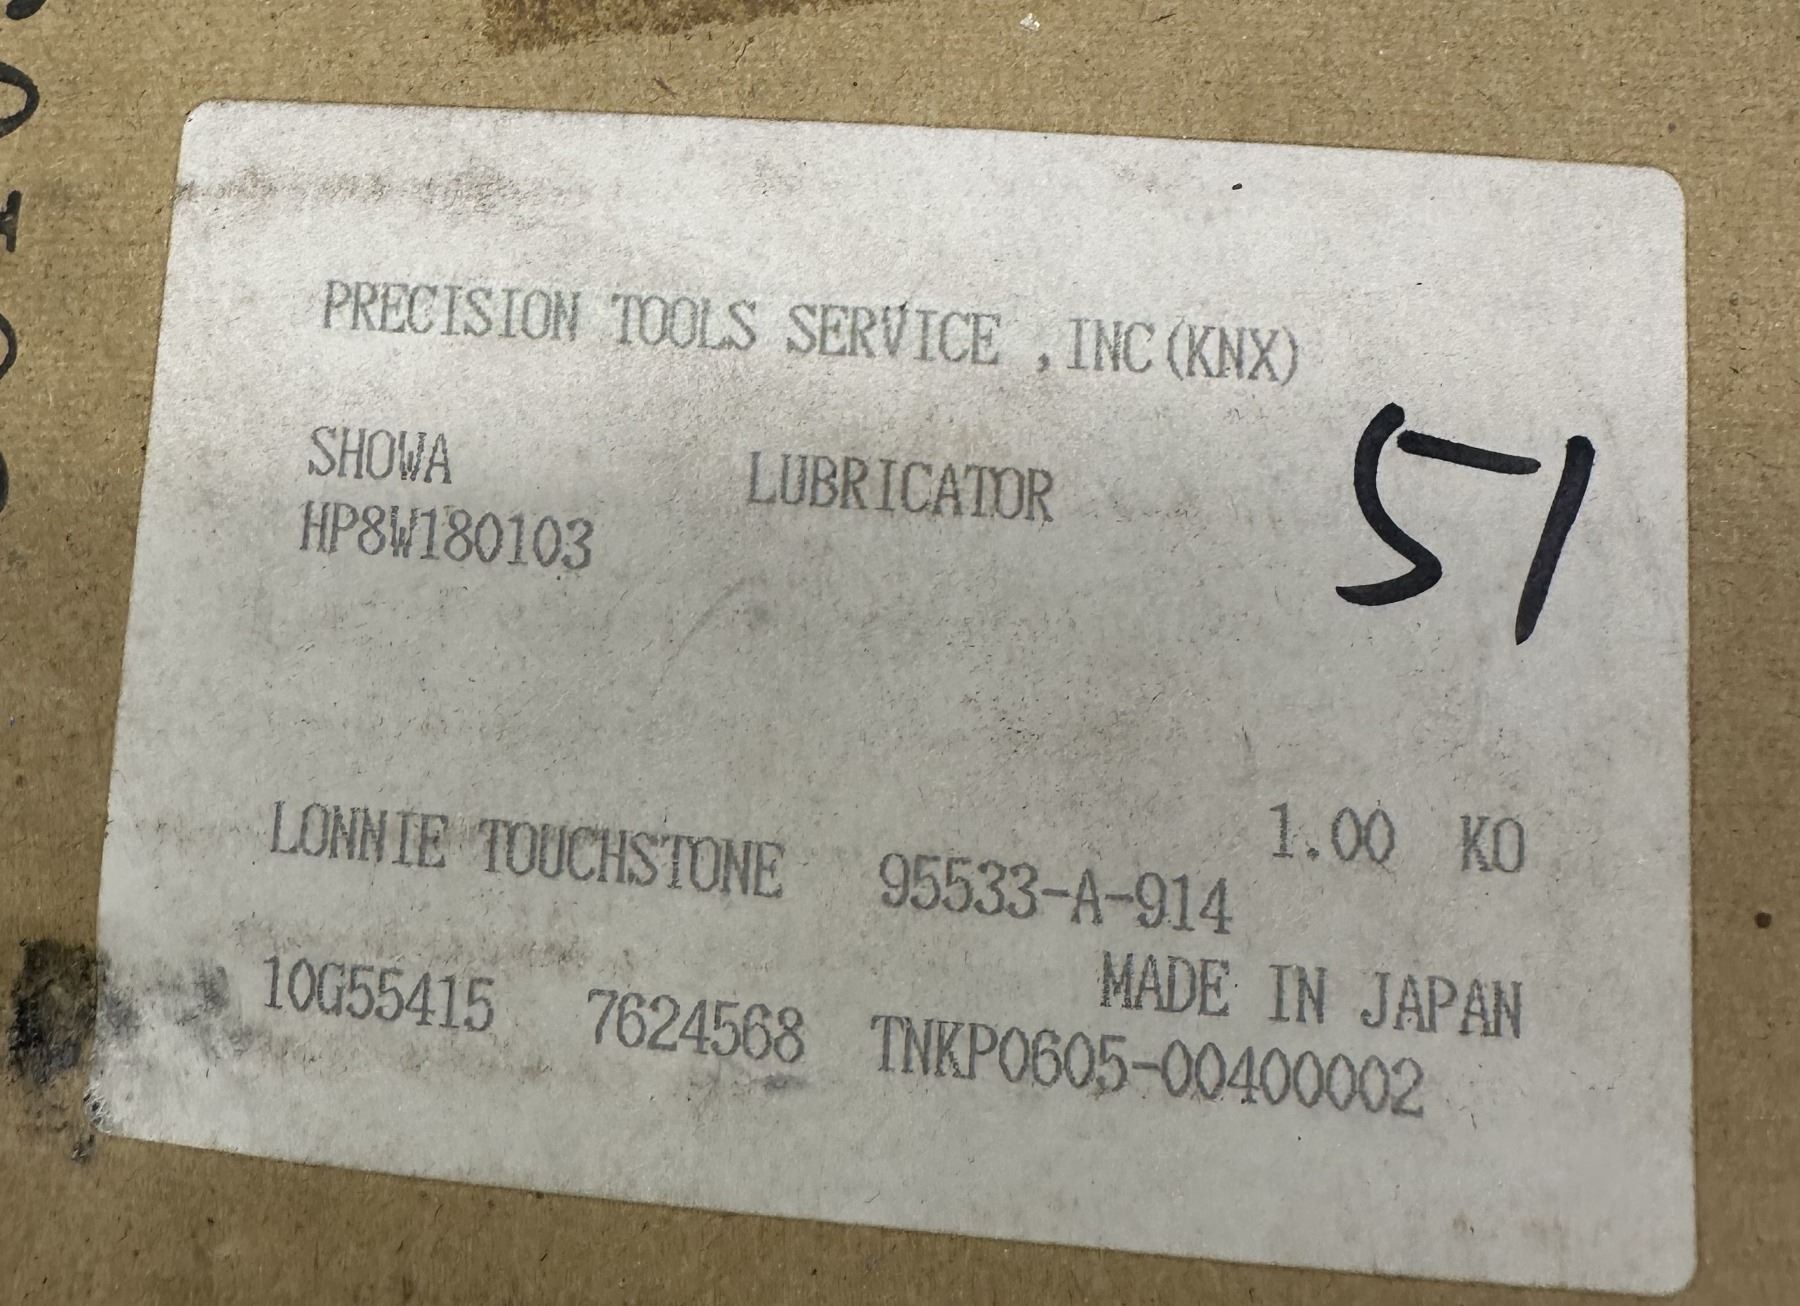 PRECISION TOOLS SERVICE ,INC(KNX)
SHOWA LUBRICATOR
HP8W180103
51
LONNIE TOUCHSTONE 95533-A-914 1.00 KO
MADE IN JAPAN
10G55415 7624568 TNKP0605-00400002